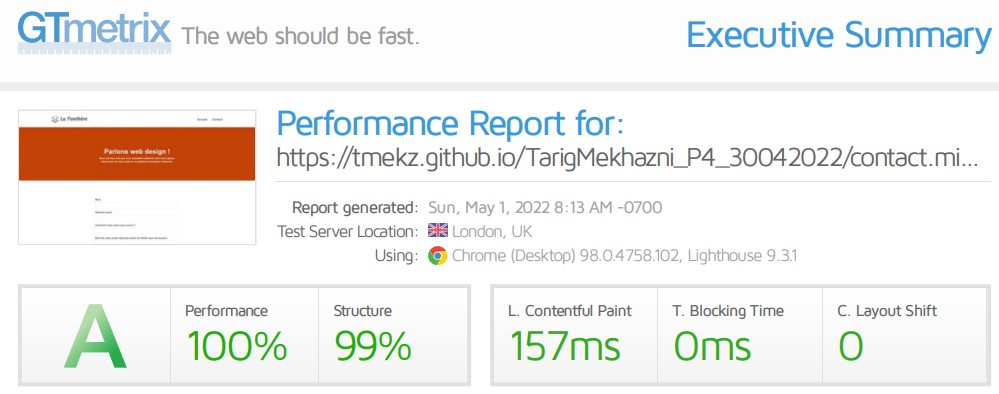 GTmetrix The web should be fast. Executive Summary
La Panthère Accueil Contact
Parlons web design !
Performance Report for:
https://tmekz.github.io/TarigMekhazni_P4_30042022/contact.mi...
Report generated: Sun, May 1, 2022 8:13 AM -0700
Test Server Location: London, UK
Using: Chrome (Desktop) 98.0.4758.102, Lighthouse 9.3.1
A
Performance Structure L. Contentful Paint T. Blocking Time C. Layout Shift
100% 99% 157ms 0ms 0